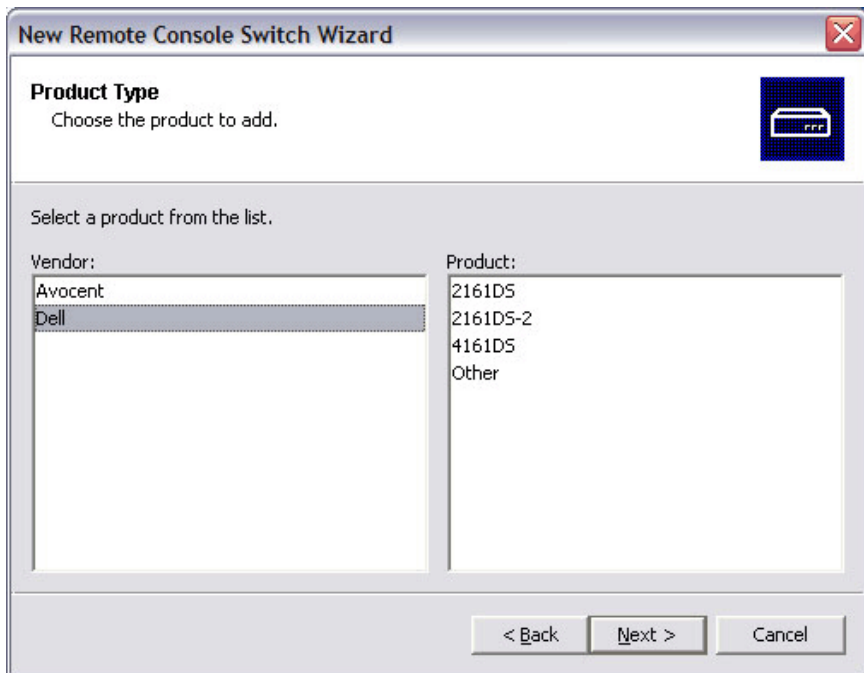 New Remote Console Switch Wizard
Product Type
Choose the product to add.
Select a product from the list.
Vendor:
Avocent
Dell
Product:
2161DS
2161DS-2
4161DS
Other
< Back
Next >
Cancel